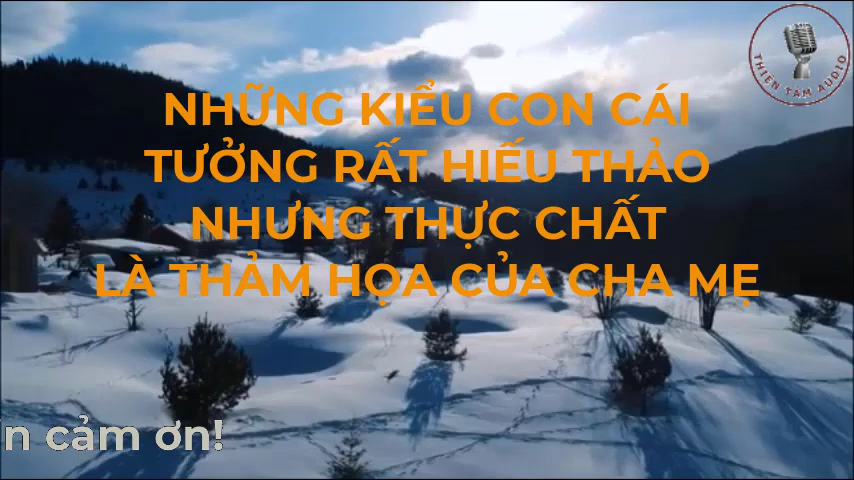 THIEN TAM AUDIO
NHỮNG KIỂU CON CÁI
TƯỞNG RẤT HIẾU THẢO
NHƯNG THỰC CHẤT
LÀ THẢM HỌA CỦA CHA MẸ
n cảm ơn!